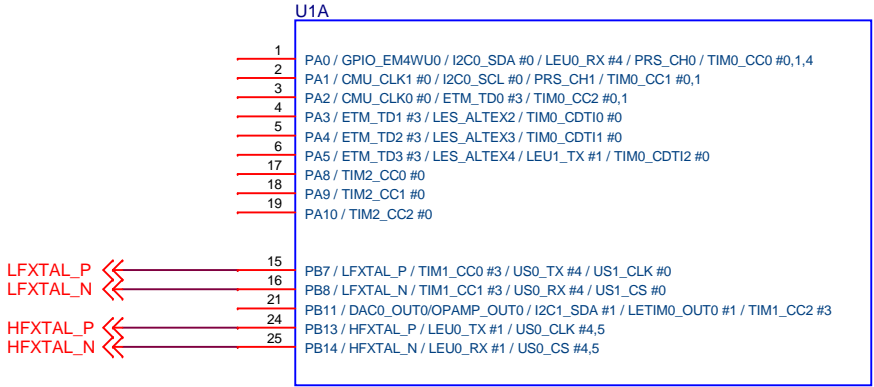 U1A
1 PA0 / GPIO_EM4WU0 / I2C0_SDA #0 / LEU0_RX #4 / PRS_CH0 / TIM0_CC0 #0,1,4
2 PA1 / CMU_CLK1 #0 / I2C0_SCL #0 / PRS_CH1 / TIM0_CC1 #0,1
3 PA2 / CMU_CLK0 #0 / ETM_TD0 #3 / TIM0_CC2 #0,1
4 PA3 / ETM_TD1 #3 / LES_ALTEX2 / TIM0_CDTI0 #0
5 PA4 / ETM_TD2 #3 / LES_ALTEX3 / TIM0_CDTI1 #0
6 PA5 / ETM_TD3 #3 / LES_ALTEX4 / LEU1_TX #1 / TIM0_CDTI2 #0
17 PA8 / TIM2_CC0 #0
18 PA9 / TIM2_CC1 #0
19 PA10 / TIM2_CC2 #0
LFXTAL_P 15 PB7 / LFXTAL_P / TIM1_CC0 #3 / US0_TX #4 / US1_CLK #0
LFXTAL_N 16 PB8 / LFXTAL_N / TIM1_CC1 #3 / US0_RX #4 / US1_CS #0
21 PB11 / DAC0_OUT0/OPAMP_OUT0 / I2C1_SDA #1 / LETIM0_OUT0 #1 / TIM1_CC2 #3
HFXTAL_P 24 PB13 / HFXTAL_P / LEU0_TX #1 / US0_CLK #4,5
HFXTAL_N 25 PB14 / HFXTAL_N / LEU0_RX #1 / US0_CS #4,5